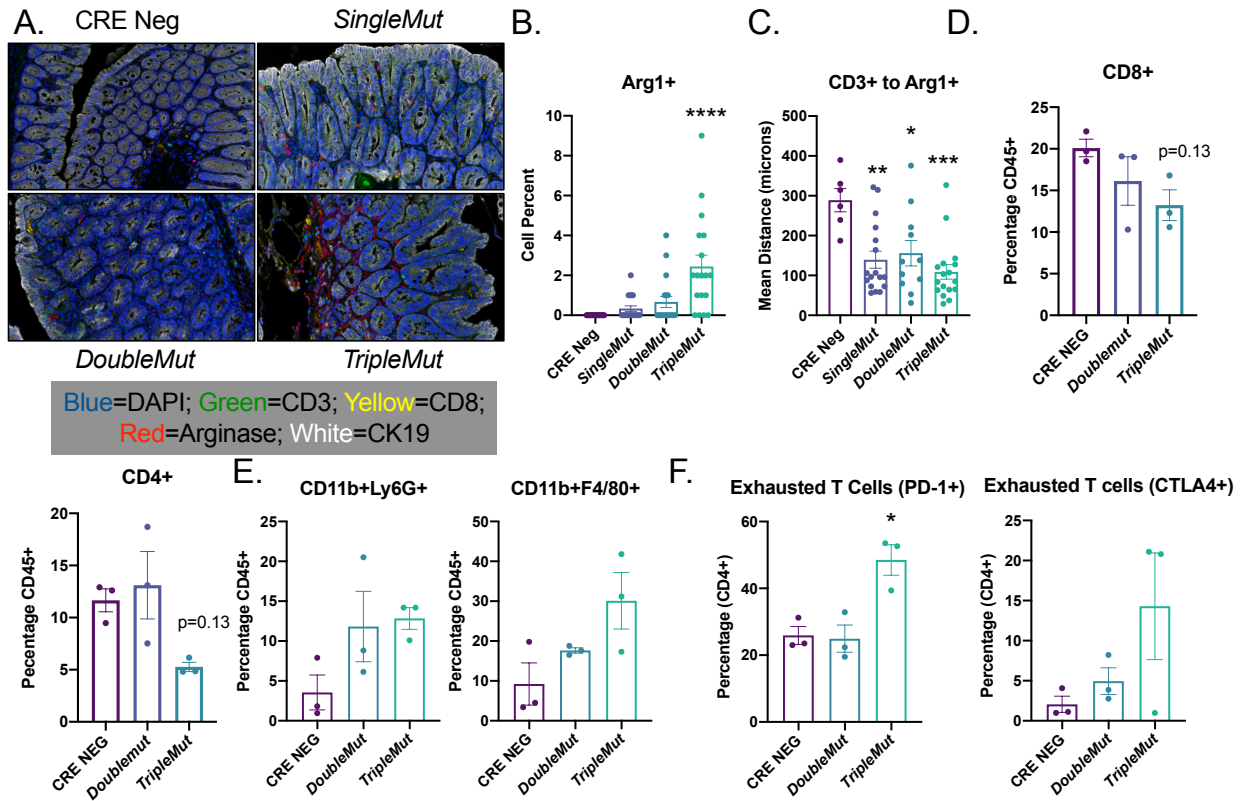 A.
CRE Neg
SingleMut
DoubleMut
TripleMut
Blue=DAPI; Green=CD3; Yellow=CD8;
Red=Arginase; White=CK19
B.
Arg1+
****
Cell Percent
10
8
6
4
2
0
CRE Neg
SingleMut
DoubleMut
TripleMut
C.
CD3+ to Arg1+
**
*
***
Mean Distance (microns)
500
400
300
200
100
0
CRE Neg
SingleMut
DoubleMut
TripleMut
D.
CD8+
p=0.13
Percentage CD45+
25
20
15
10
5
0
CRE NEG
Doublemut
TripleMut
CD4+
p=0.13
Pecentage CD45+
20
15
10
5
0
CRE NEG
Doublemut
TripleMut
E.
CD11b+Ly6G+
Percentage CD45+
25
20
15
10
5
0
CRE NEG
DoubleMut
TripleMut
CD11b+F4/80+
Percentage CD45+
50
40
30
20
10
0
CRE NEG
DoubleMut
TripleMut
F.
Exhausted T Cells (PD-1+)
*
Percentage (CD4+)
60
40
20
0
CRE NEG
DoubleMut
TripleMut
Exhausted T cells (CTLA4+)
Percentage (CD4+)
25
20
15
10
5
0
CRE NEG
DoubleMut
TripleMut